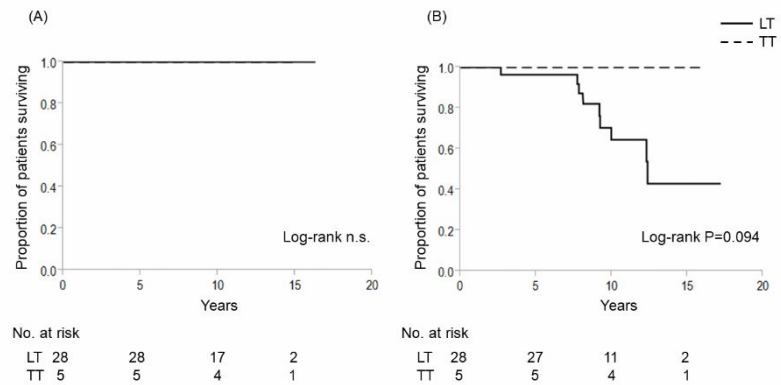 (A)
Proportion of patients surviving
1.0
0.8
0.6
0.4
0.2
0.0
0 5 10 15 20
Years
Log-rank n.s.
No. at risk
LT 28 28 17 2
TT 5 5 4 1
(B)
LT
TT
Proportion of patients surviving
1.0
0.8
0.6
0.4
0.2
0.0
0 5 10 15 20
Years
Log-rank P=0.094
No. at risk
LT 28 27 11 2
TT 5 5 4 1